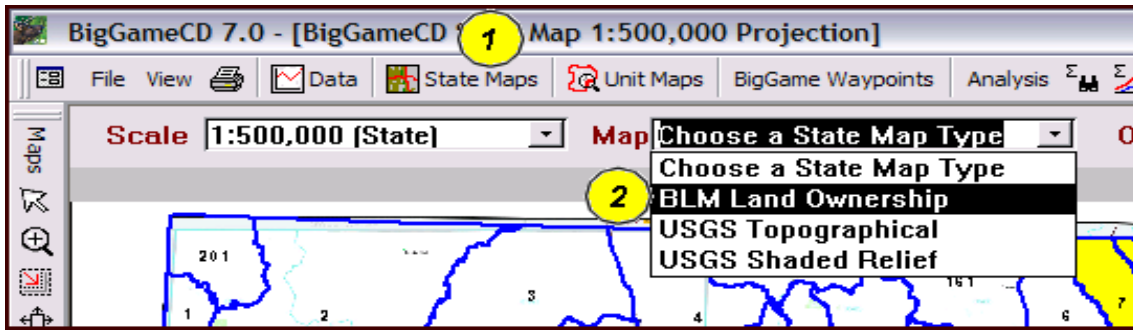 BigGameCD 7.0 - [BigGameCD Map 1:500,000 Projection]
1
File View Data State Maps Unit Maps BigGame Waypoints Analysis Σ Σ
Maps
Scale 1:500,000 (State) Map Choose a State Map Type
Choose a State Map Type
2 BLM Land Ownership
USGS Topographical
USGS Shaded Relief
201
161
1 2 3 4 6 7